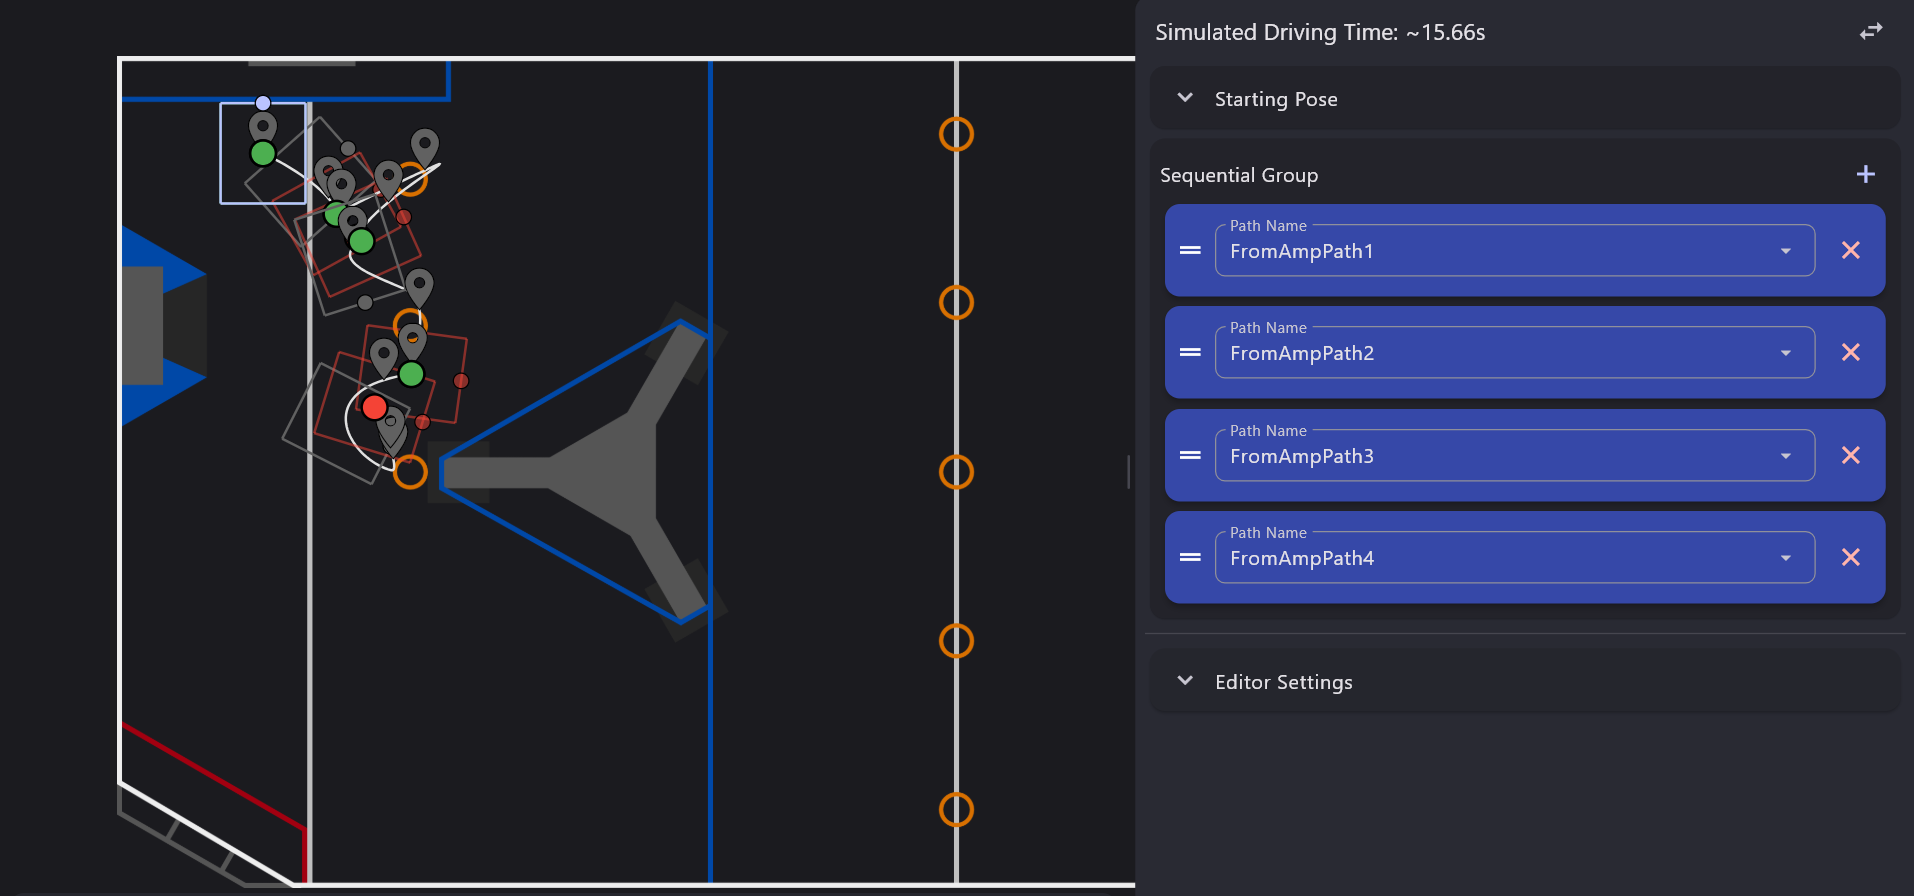 Simulated Driving Time: ~15.66s
Starting Pose
Sequential Group
Path Name
FromAmpPath1
Path Name
FromAmpPath2
Path Name
FromAmpPath3
Path Name
FromAmpPath4
Editor Settings